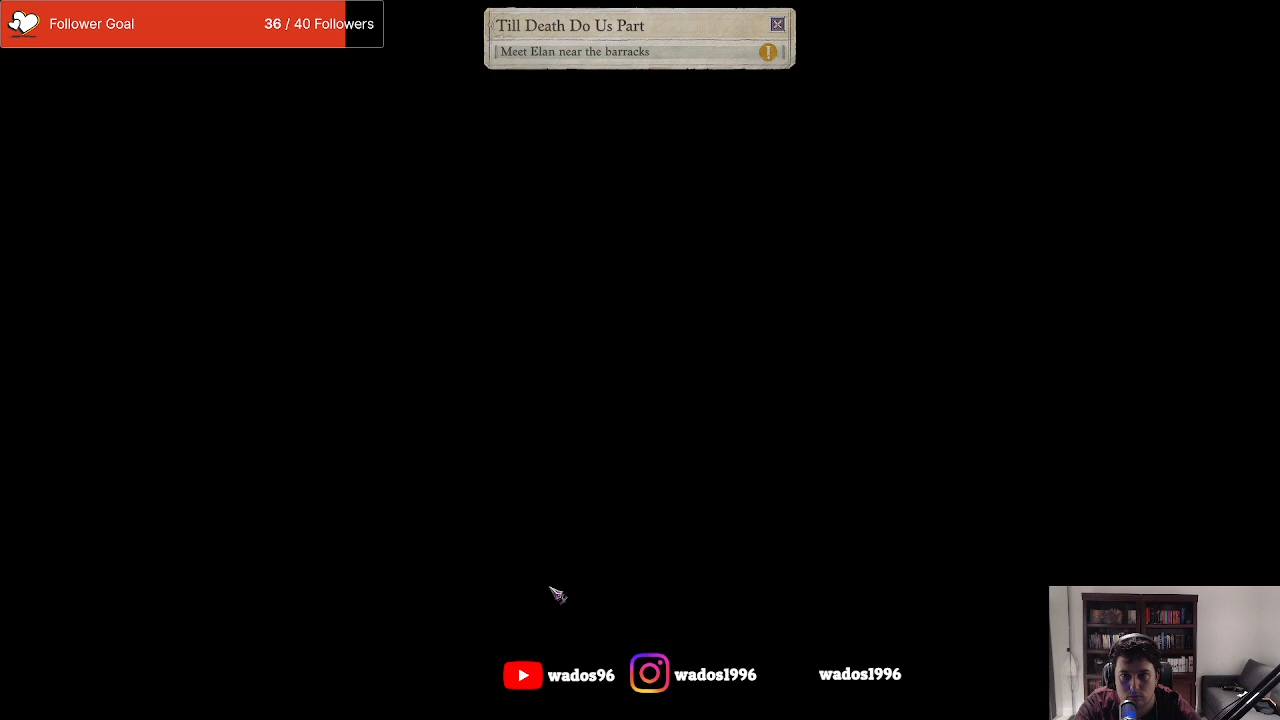 Follower Goal 36 / 40 Followers
Till Death Do Us Part
Meet Elan near the barracks
wados96 wados1996 wados1996